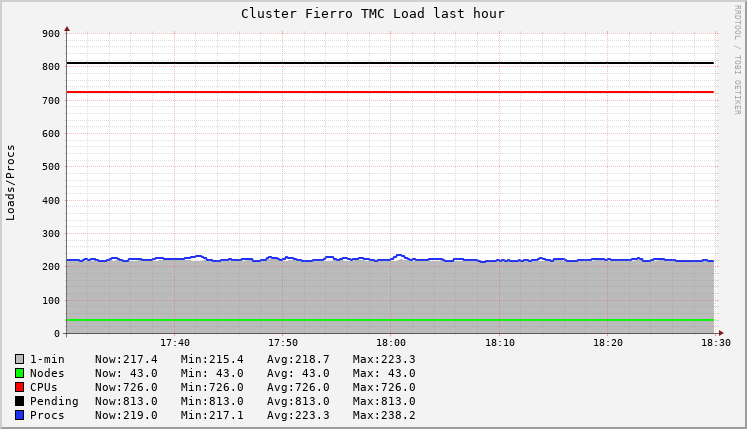 Cluster Fierro TMC Load last hour
RRDTOOL / TOBI OETIKER
Loads/Procs
900
800
700
600
500
400
300
200
100
0
17:40 17:50 18:00 18:10 18:20 18:30
1-min Now:217.4 Min:215.4 Avg:218.7 Max:223.3
Nodes Now: 43.0 Min: 43.0 Avg: 43.0 Max: 43.0
CPUs Now:726.0 Min:726.0 Avg:726.0 Max:726.0
Pending Now:813.0 Min:813.0 Avg:813.0 Max:813.0
Procs Now:219.0 Min:217.1 Avg:223.3 Max:238.2